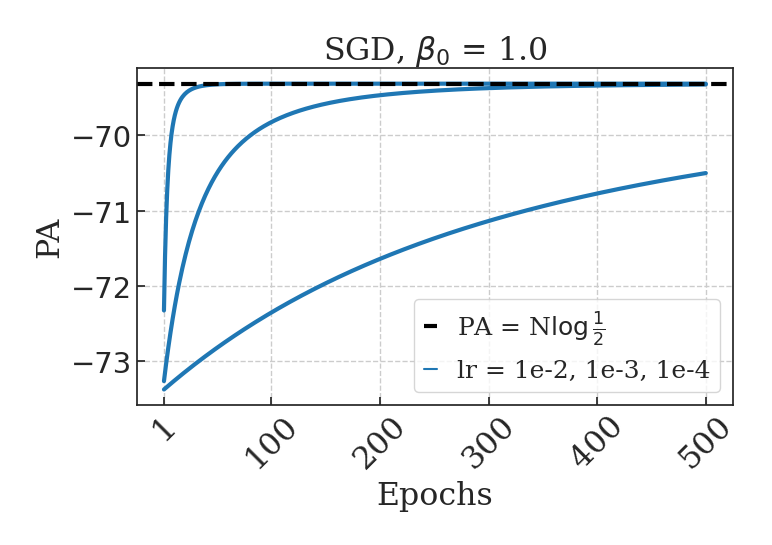 SGD, β₀ = 1.0
PA
−70
−71
−72
−73
PA = Nlog 1/2
lr = 1e-2, 1e-3, 1e-4
1
100
200
300
400
500
Epochs